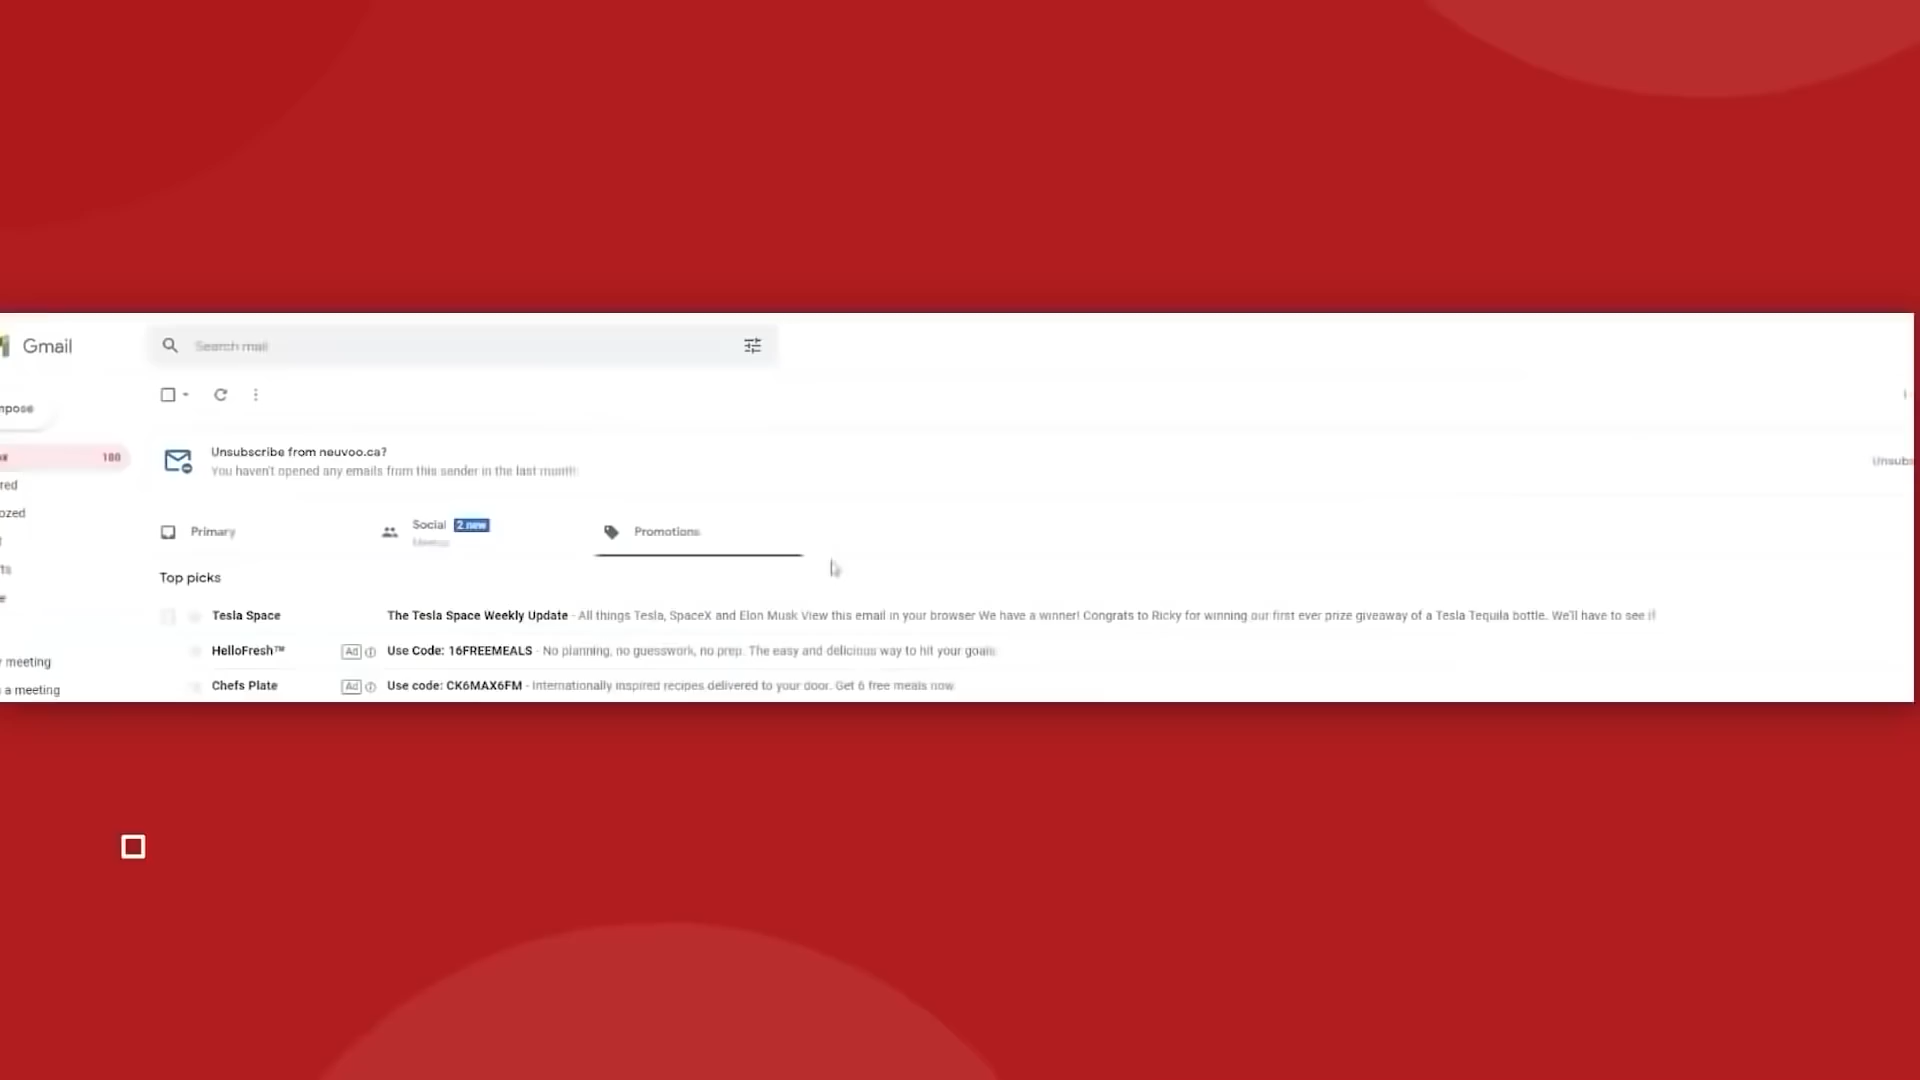 Gmail
Search mail
mpose
180
Unsubscribe from neuvoo.ca?
You haven't opened any emails from this sender in the last month
Unsubs
red
ozed
Primary
Social 2 new
Promotions
ts
e
Top picks
Tesla Space The Tesla Space Weekly Update - All things Tesla, SpaceX and Elon Musk View this email in your browser We have a winner! Congrats to Ricky for winning our first ever prize giveaway of a Tesla Tequila bottle. We'll have to see if
HelloFresh™ Ad Use Code: 16FREEMEALS - No planning, no guesswork, no prep. The easy and delicious way to hit your goals
meeting
Chefs Plate Ad Use code: CK6MAX6FM - Internationally inspired recipes delivered to your door. Get 6 free meals now
a meeting